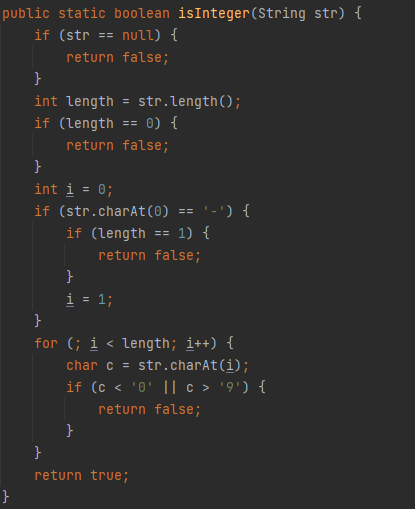 public static boolean isInteger(String str) {
    if (str == null) {
        return false;
    }
    int length = str.length();
    if (length == 0) {
        return false;
    }
    int i = 0;
    if (str.charAt(0) == '-') {
        if (length == 1) {
            return false;
        }
        i = 1;
    }
    for (; i < length; i++) {
        char c = str.charAt(i);
        if (c < '0' || c > '9') {
            return false;
        }
    }
    return true;
}